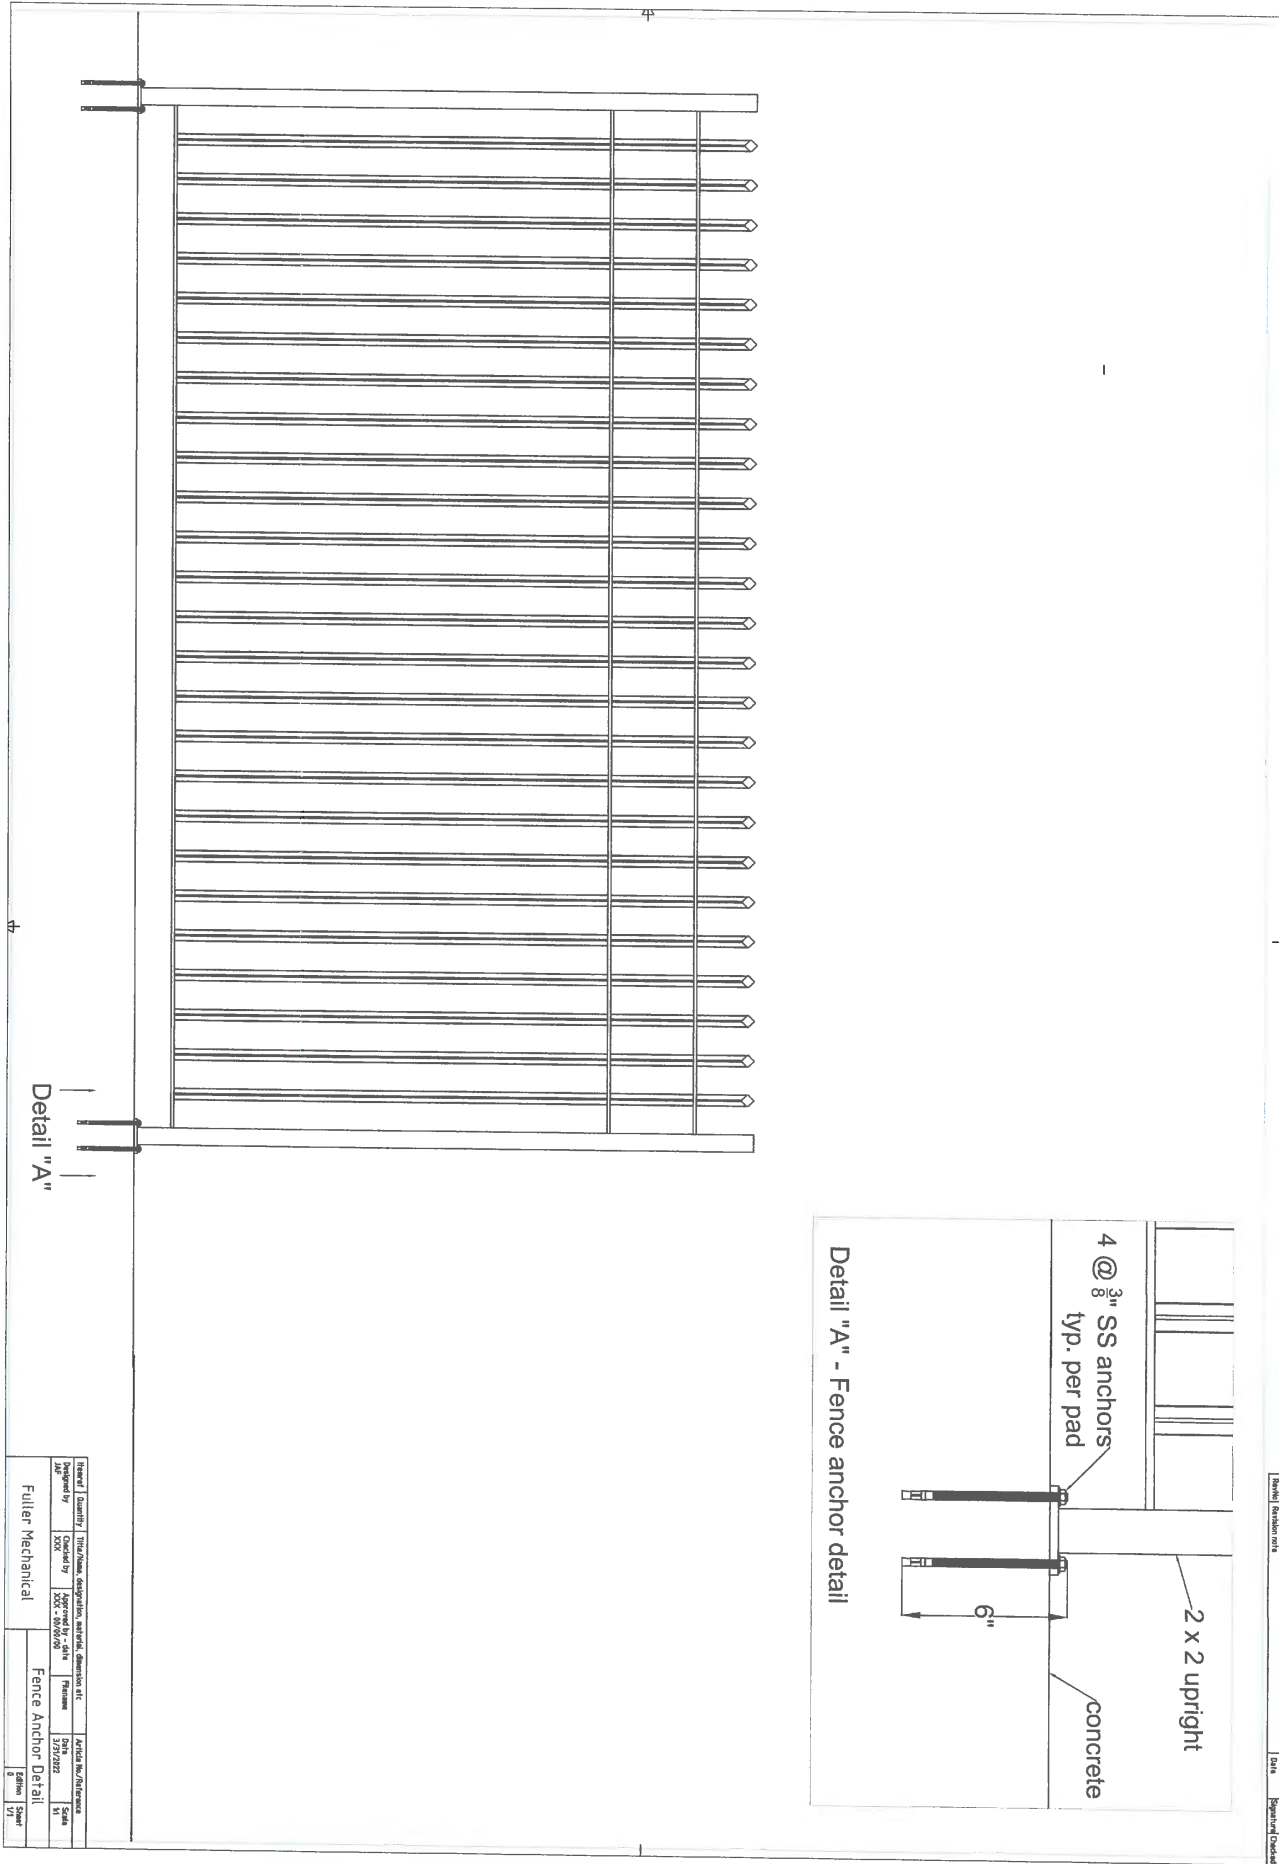 RevNo
Revision note
Date
Signature
Checked
2 x 2 upright
4 @ 3/8" SS anchors
typ. per pad
concrete
6"
Detail "A" - Fence anchor detail
Detail "A"
Itemref
Quantity
Title/Name, designation, material, dimension etc
Article No./Reference
Designed by
JAF
Checked by
XXX
Approved by - date
XXX - 00/00/00
Filename
Date
3/31/2022
Scale
1:1
Fuller Mechanical
Fence Anchor Detail
Edition
0
Sheet
1/1